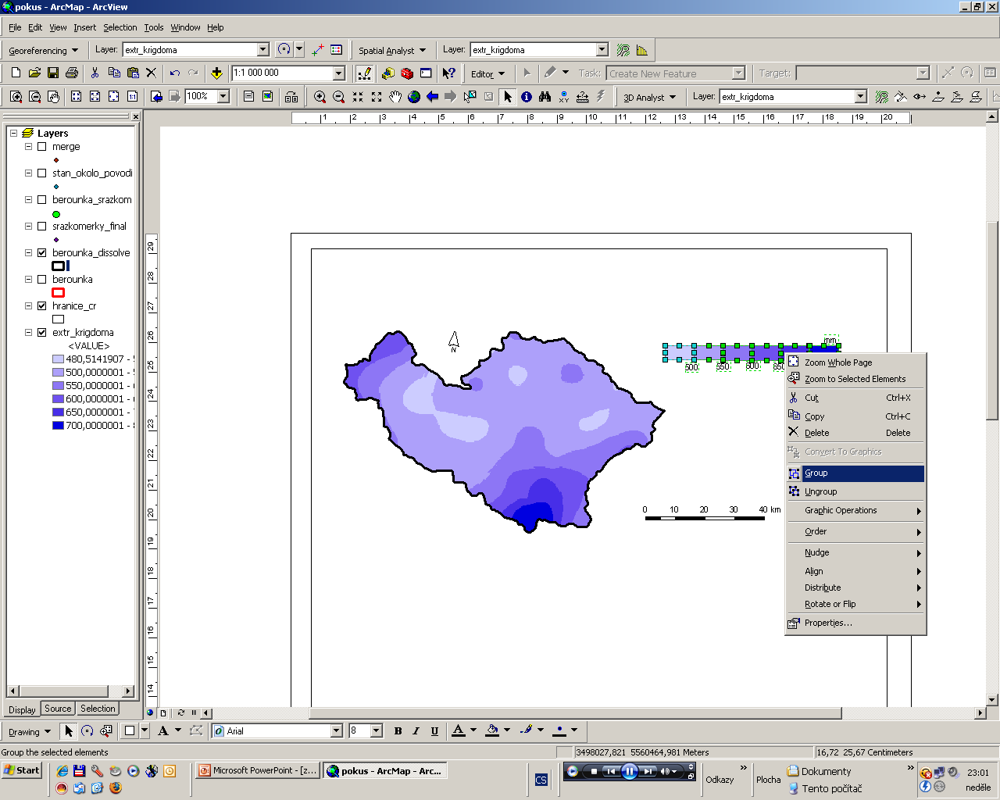 pokus - ArcMap - ArcView
File Edit View Insert Selection Tools Window Help
Georeferencing Layer: extr_krigdoma Spatial Analyst Layer: extr_krigdoma
1:1 000 000 Editor Task: Create New Feature Target:
100% 3D Analyst Layer: extr_krigdoma
1 2 3 4 5 6 7 8 9 10 11 12 13 14 15 16 17 18 19 20
Layers
merge
stan_okolo_povodi
berounka_srazkom
srazkomerky_final
berounka_dissolve
berounka
hranice_cr
extr_krigdoma
<VALUE>
480,5141907 -
500,0000001 -
550,0000001 -
600,0000001 -
650,0000001 -
700,0000001 -
Display Source Selection
29
28
27
26
25
24
23
22
21
20
19
18
17
16
15
14
N
mm
500 550 600
0 10 20 30 40 km
Zoom Whole Page
Zoom to Selected Elements
Cut Ctrl+X
Copy Ctrl+C
Delete Delete
Convert To Graphics
Group
Ungroup
Graphic Operations
Order
Nudge
Align
Distribute
Rotate or Flip
Properties...
Drawing A Arial 8 B I U A
Group the selected elements 3498027,821 5560464,981 Meters 16,72 25,67 Centimeters
Start Microsoft PowerPoint - [z... pokus - ArcMap - Arc... CS Odkazy » Plocha Dokumenty » 23:01
Tento počítač neděle